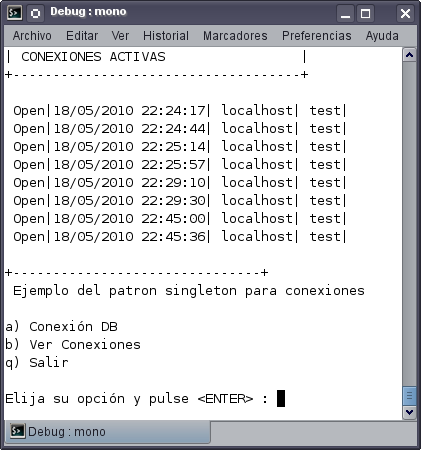 Debug : mono
Archivo Editar Ver Historial Marcadores Preferencias Ayuda
| CONEXIONES ACTIVAS |
+------------------------------------+
Open|18/05/2010 22:24:17| localhost| test|
Open|18/05/2010 22:24:44| localhost| test|
Open|18/05/2010 22:25:14| localhost| test|
Open|18/05/2010 22:25:57| localhost| test|
Open|18/05/2010 22:29:10| localhost| test|
Open|18/05/2010 22:29:30| localhost| test|
Open|18/05/2010 22:45:00| localhost| test|
Open|18/05/2010 22:45:36| localhost| test|
+-------------------------------+
Ejemplo del patron singleton para conexiones
a) Conexión DB
b) Ver Conexiones
q) Salir
Elija su opción y pulse <ENTER> :
Debug : mono